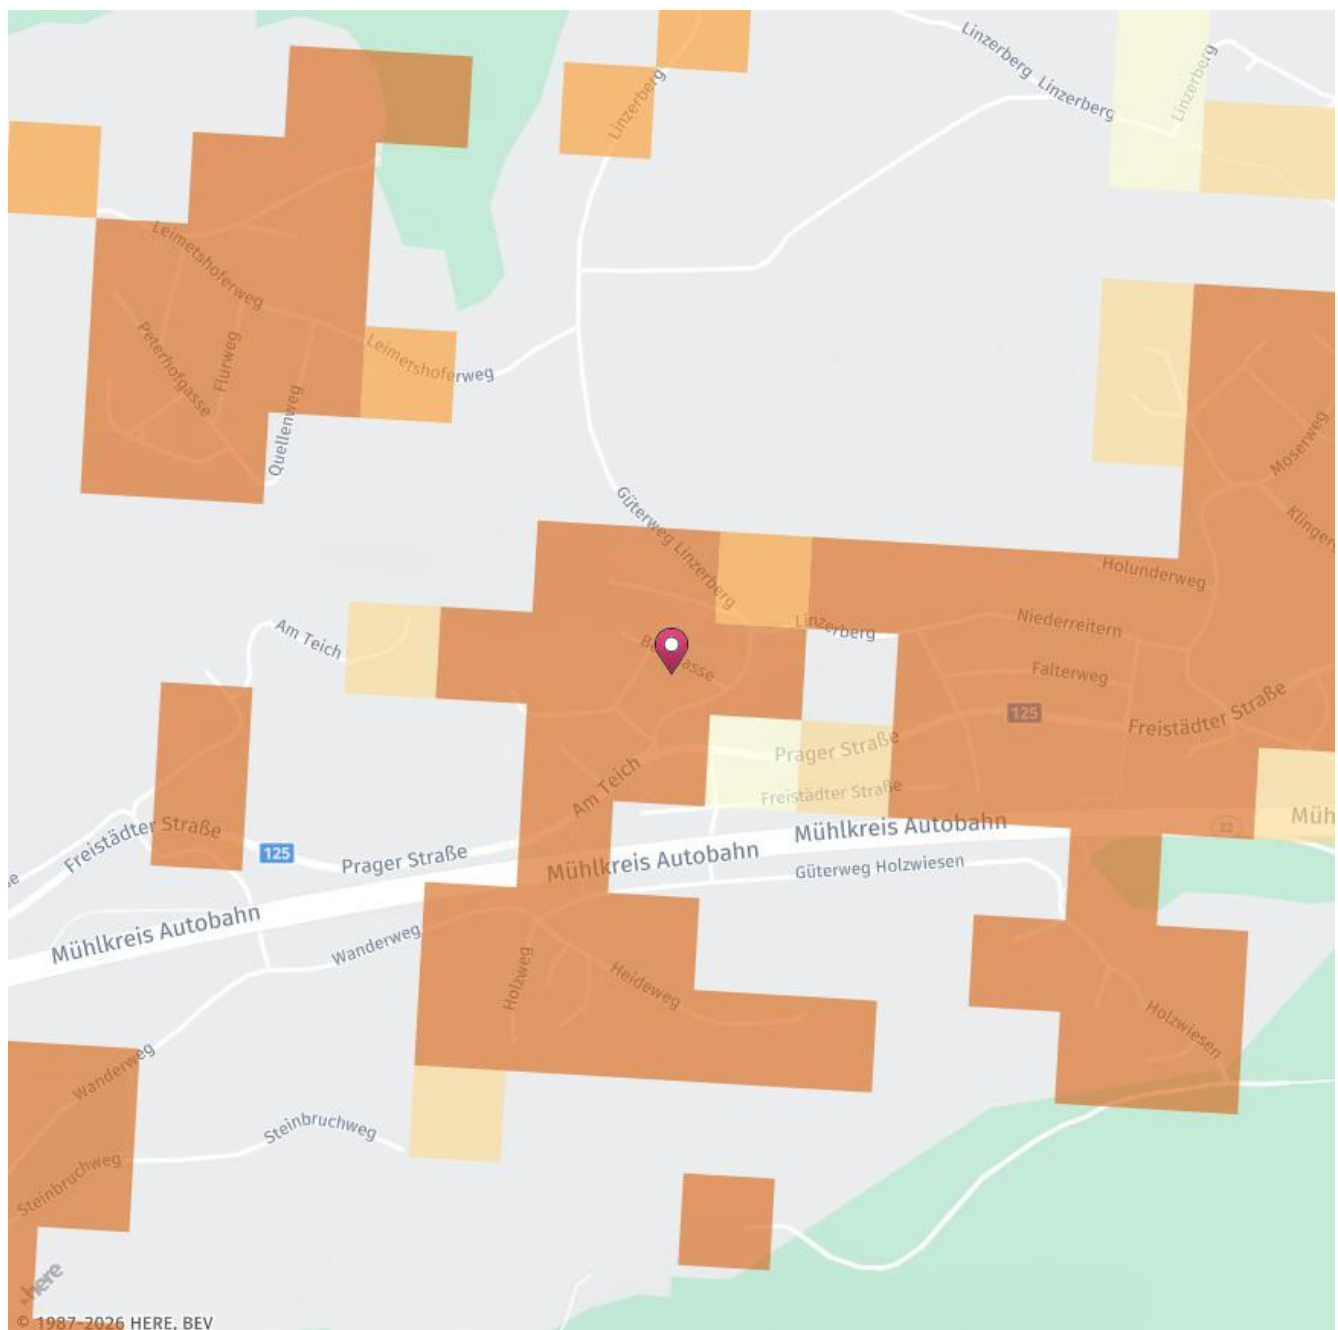 Linzerberg
Linzerberg
Linzerberg
Linzerberg
Leimetshoferweg
Peterhofgasse
Flurweg
Quellenweg
Leimetshoferweg
Moserweg
Güterweg Linzerberg
Holunderweg
Linzerberg
Niederreitern
Am Teich
Falterweg
125
Freistädter Straße
Prager Straße
Am Teich
Freistädter Straße
Freistädter Straße
125
Prager Straße
Mühlkreis Autobahn
Mühlkreis Autobahn
22
Güterweg Holzwiesen
Mühlkreis Autobahn
Wanderweg
Holzweg
Heideweg
Holzwiesen
Wanderweg
Steinbruchweg
Steinbruchweg
here
© 1987-2026 HERE, BEV